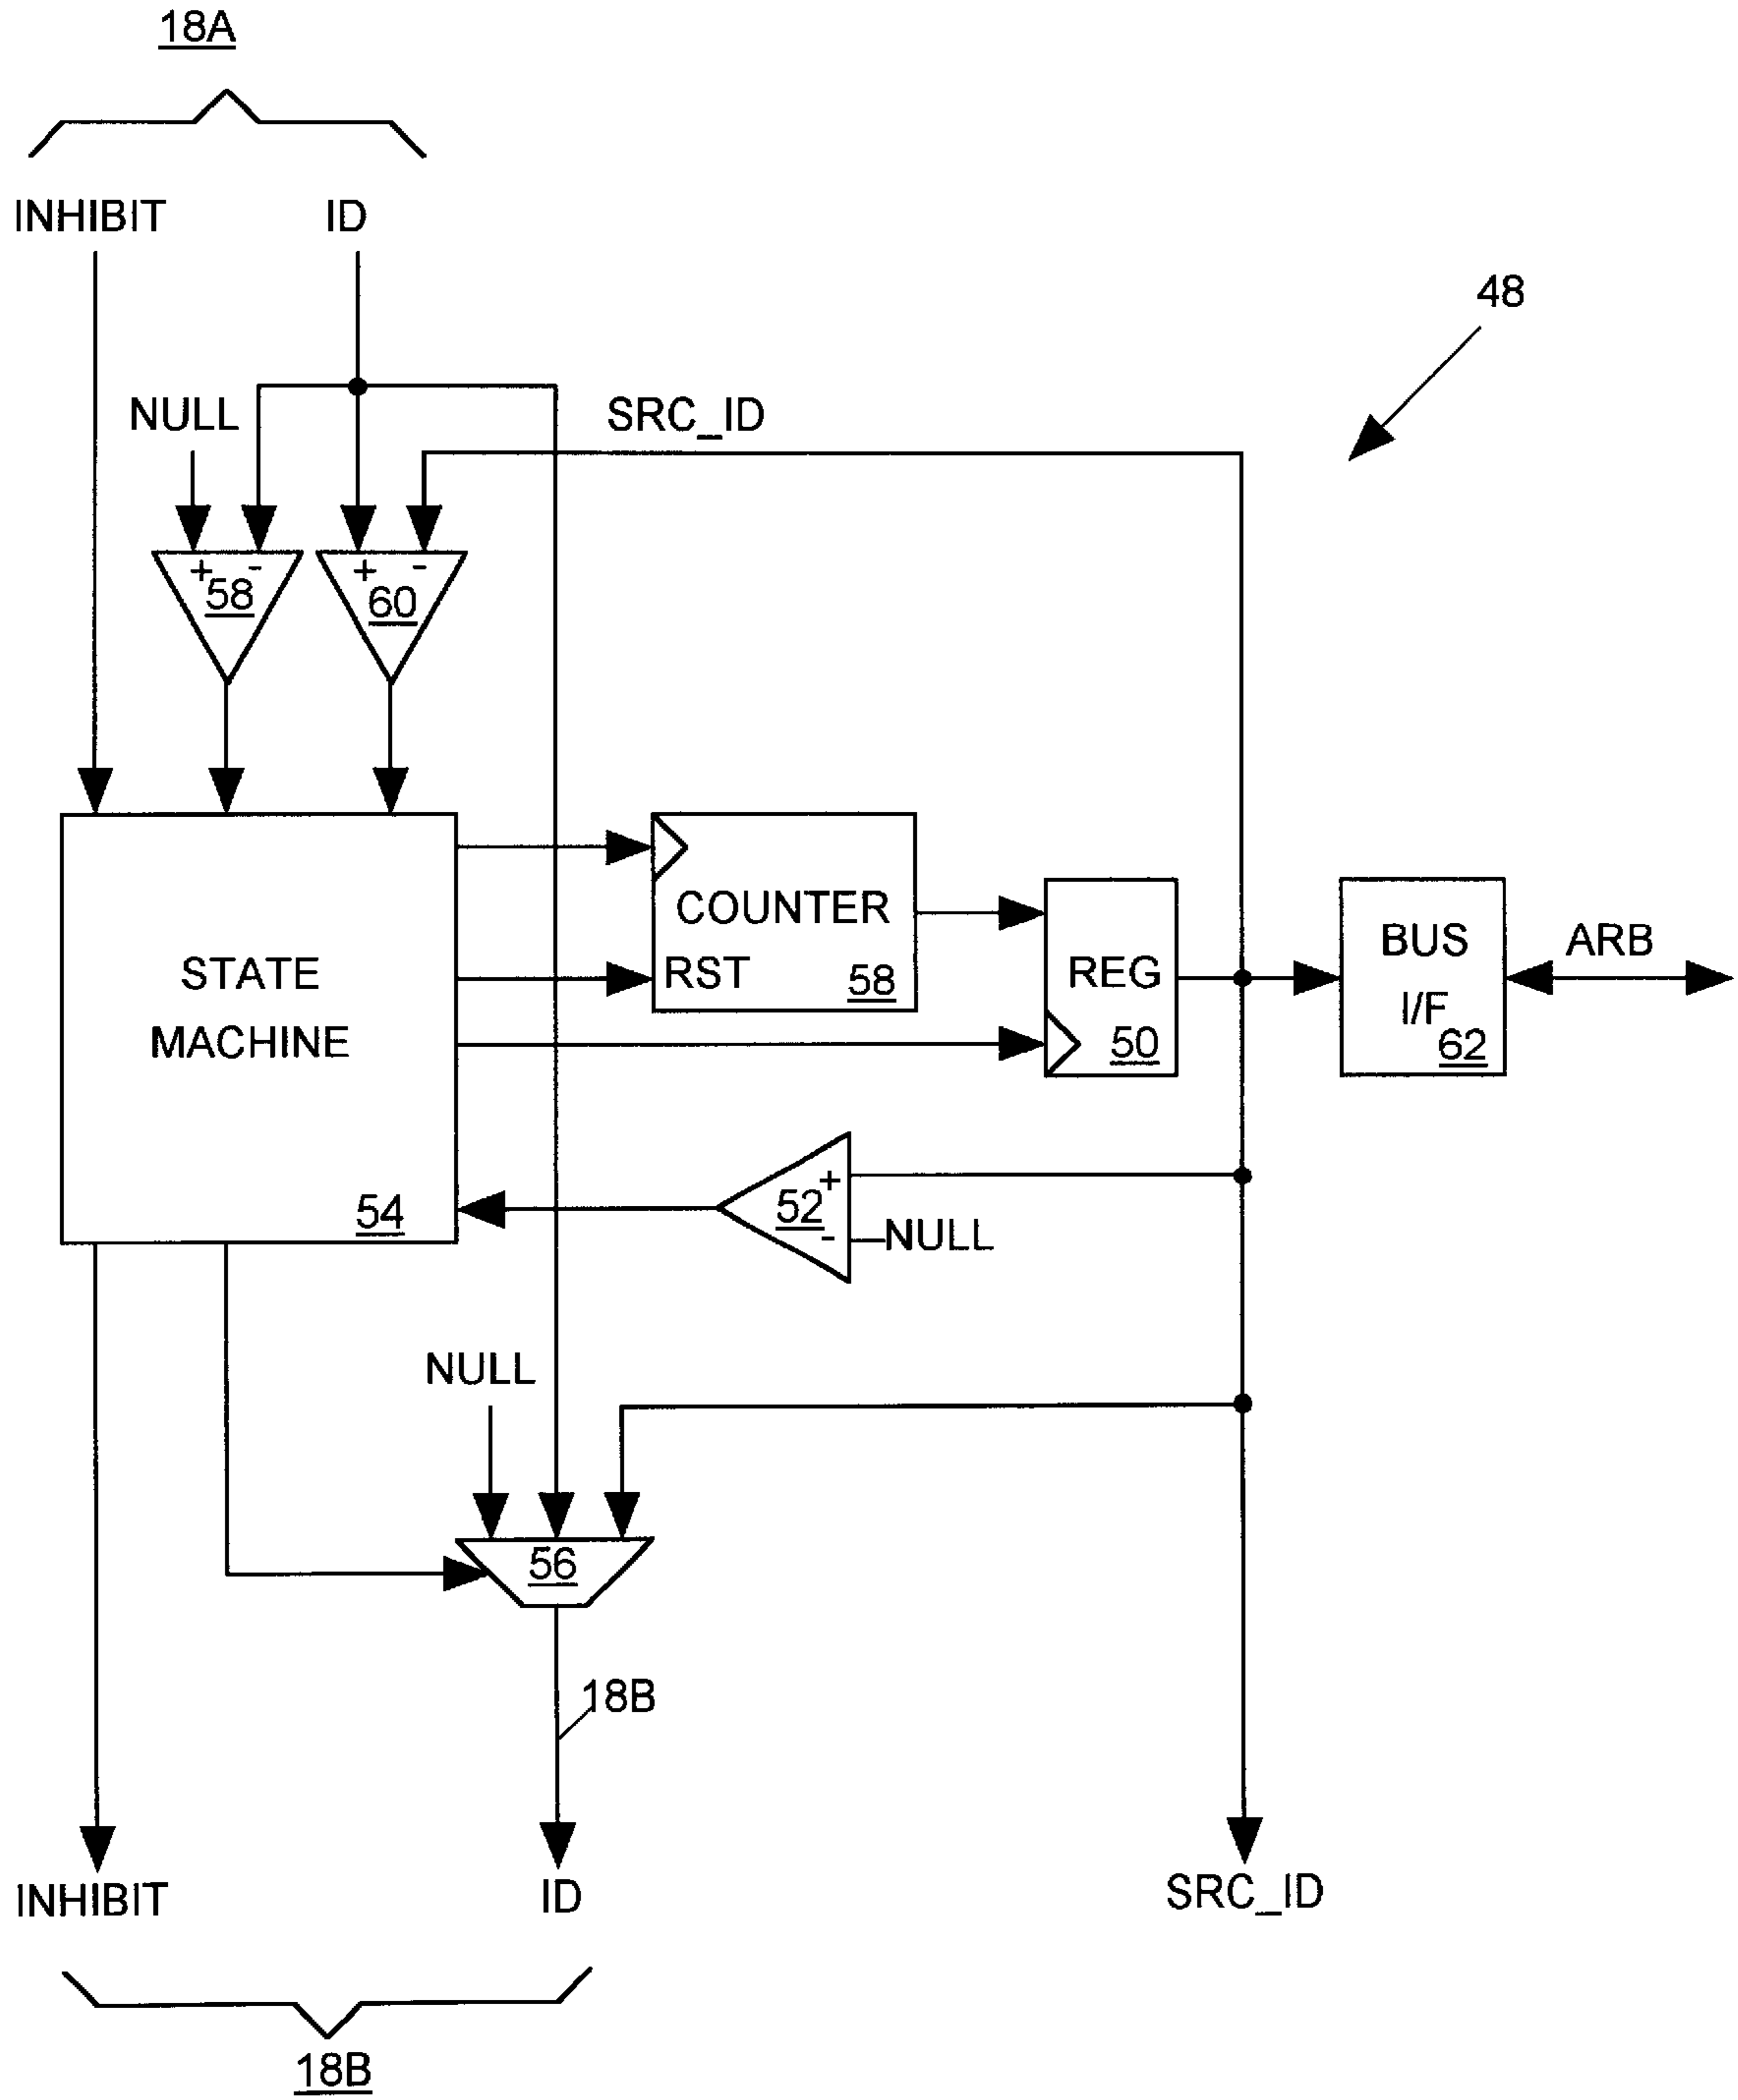 18A
INHIBIT ID
48
NULL SRC_ID
+ - + -
58 60
COUNTER
STATE RST 58
MACHINE
REG
50
BUS
I/F
62
ARB
54
+
52
- NULL
NULL
56
18B
INHIBIT ID SRC_ID
18B